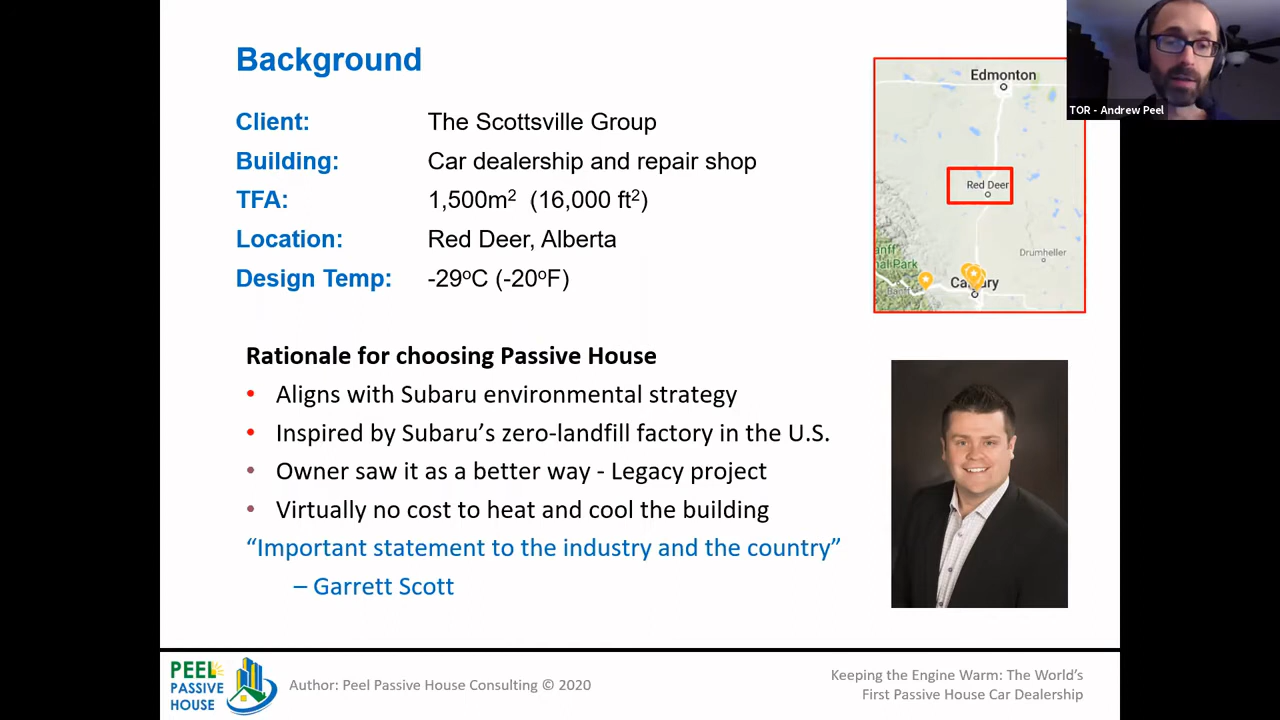 Background
Client: The Scottsville Group
Building: Car dealership and repair shop
TFA: 1,500m² (16,000 ft²)
Location: Red Deer, Alberta
Design Temp: -29ºC (-20ºF)
Edmonton
Red Deer
Drumheller
anff
nal Park
Banff
Calgary
TOR - Andrew Peel
Rationale for choosing Passive House
• Aligns with Subaru environmental strategy
• Inspired by Subaru’s zero-landfill factory in the U.S.
• Owner saw it as a better way - Legacy project
• Virtually no cost to heat and cool the building
“Important statement to the industry and the country”
– Garrett Scott
PEEL
PASSIVE
HOUSE
Author: Peel Passive House Consulting © 2020
Keeping the Engine Warm: The World’s
First Passive House Car Dealership